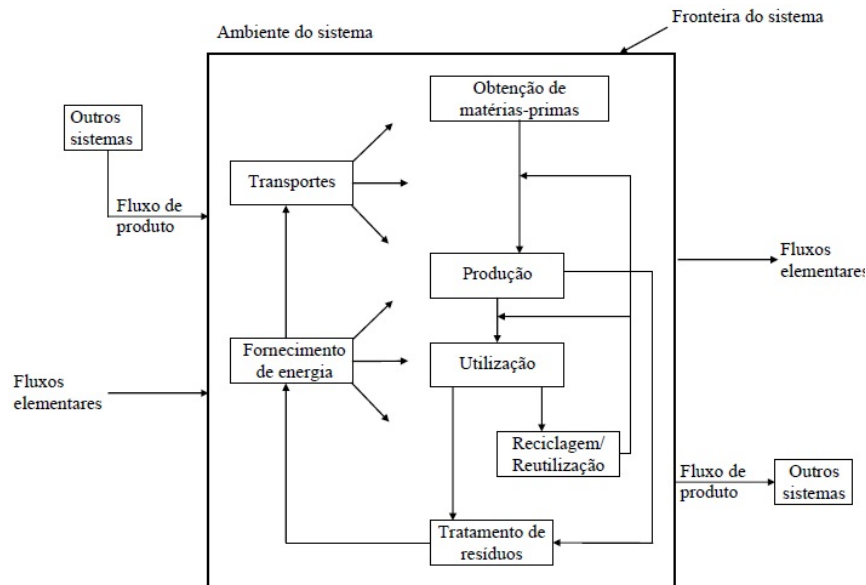 Fronteira do sistema
Ambiente do sistema
Obtenção de
matérias-primas
Outros
sistemas
Transportes
Fluxo de
produto
Produção
Fluxos
elementares
Fornecimento
de energia
Utilização
Fluxos
elementares
Reciclagem/
Reutilização
Fluxo de
produto
Outros
sistemas
Tratamento de
resíduos